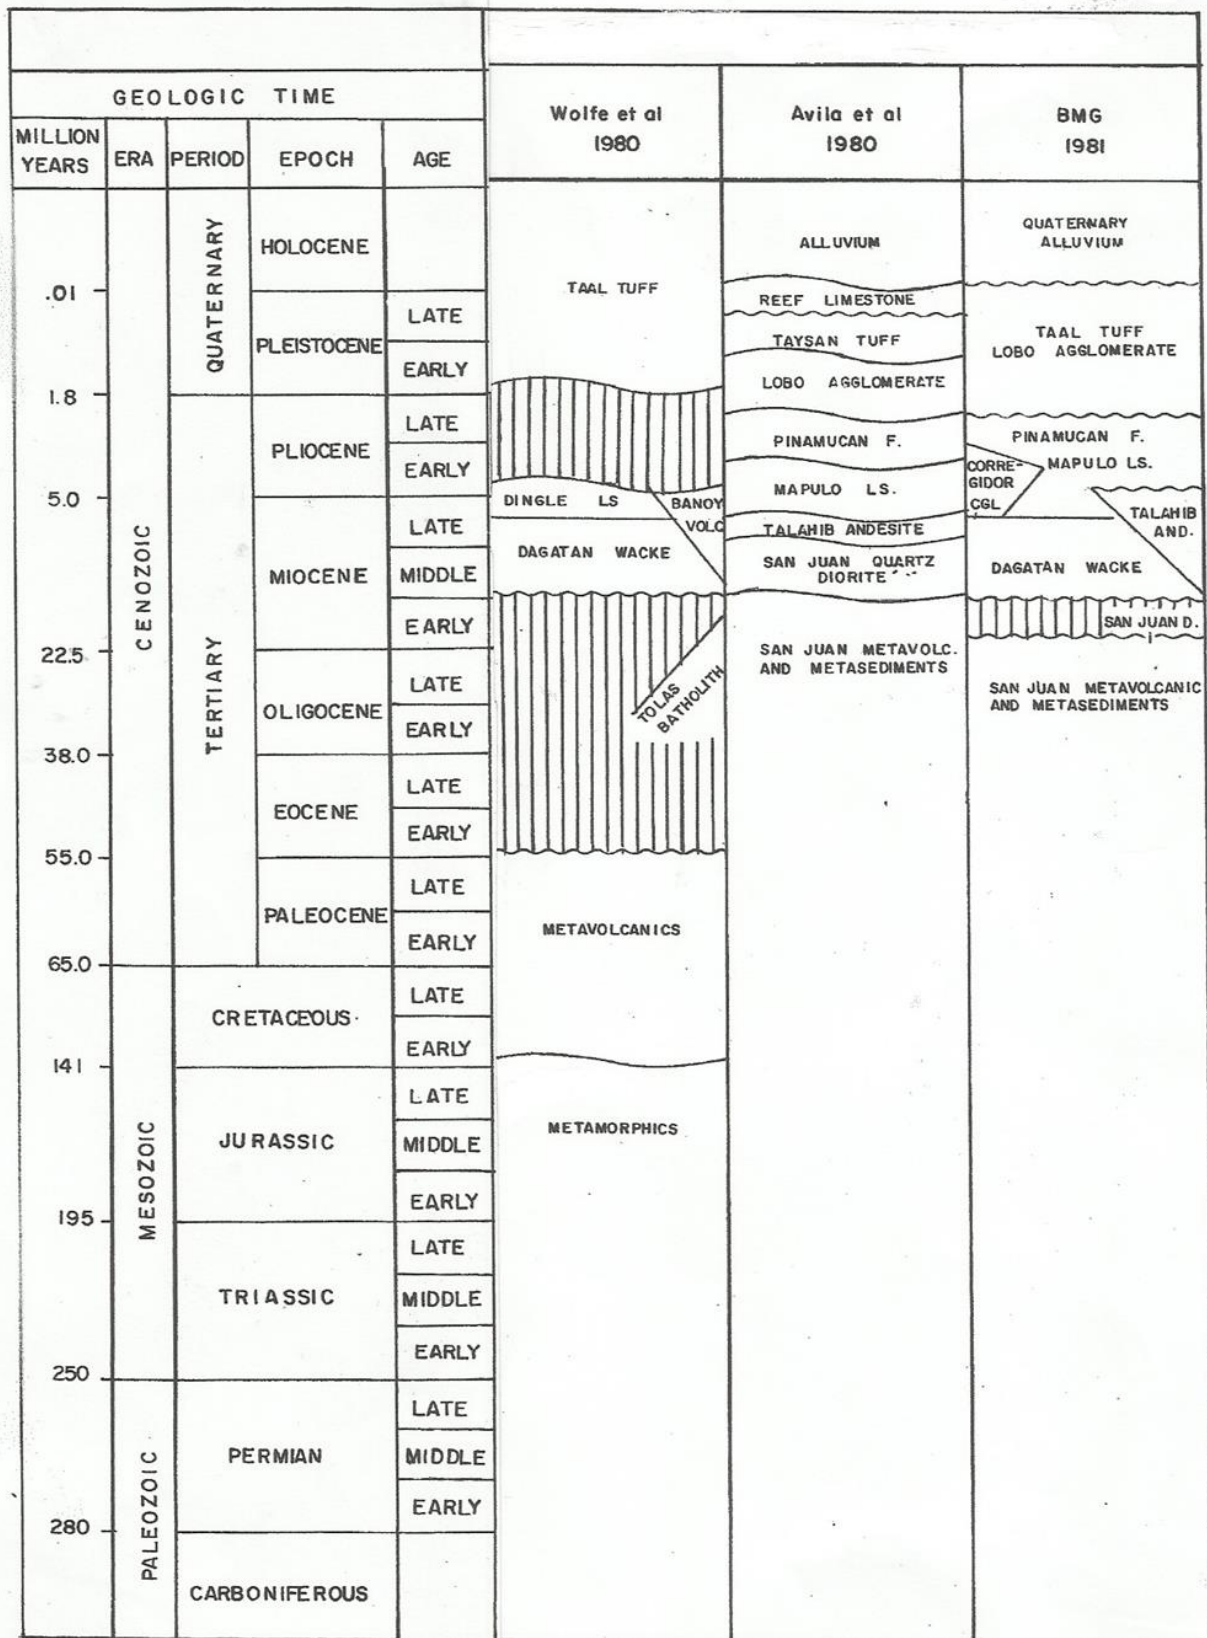 GEOLOGIC TIME
MILLION
YEARS
ERA
PERIOD
EPOCH
AGE
Wolfe et al
1980
Avila et al
1980
BMG
1981
.01
1.8
5.0
22.5
38.0
55.0
65.0
141
195
250
280
CENOZOIC
MESOZOIC
PALEOZOIC
QUATERNARY
TERTIARY
CRETACEOUS
JURASSIC
TRIASSIC
PERMIAN
CARBONIFEROUS
HOLOCENE
PLEISTOCENE
PLIOCENE
MIOCENE
OLIGOCENE
EOCENE
PALEOCENE
LATE
EARLY
LATE
EARLY
LATE
MIDDLE
EARLY
LATE
EARLY
LATE
EARLY
LATE
EARLY
LATE
EARLY
LATE
MIDDLE
EARLY
LATE
MIDDLE
EARLY
LATE
MIDDLE
EARLY
TAAL TUFF
DINGLE LS
BANOY
VOLC
DAGATAN WACKE
TOLAS
BATHOLITH
METAVOLCANICS
METAMORPHICS
ALLUVIUM
REEF LIMESTONE
TAYSAN TUFF
LOBO AGGLOMERATE
PINAMUCAN F.
MAPULO LS.
TALAHIB ANDESITE
SAN JUAN QUARTZ
DIORITE
SAN JUAN METAVOLC.
AND METASEDIMENTS
QUATERNARY
ALLUVIUM
TAAL TUFF
LOBO AGGLOMERATE
PINAMUCAN F.
MAPULO LS.
CORRE-
GIDOR
CGL
TALAHIB
AND.
DAGATAN WACKE
SAN JUAN D.
SAN JUAN METAVOLCANIC
AND METASEDIMENTS